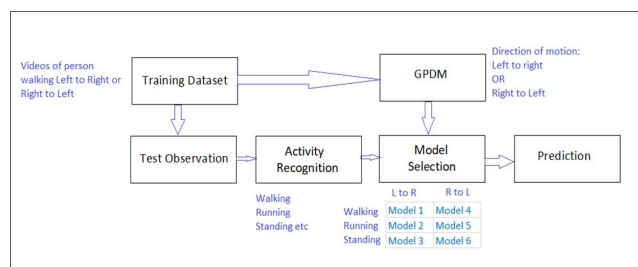 Videos of person
walking Left to Right or
Right to Left
Training Dataset
GPDM
Direction of motion:
Left to right
OR
Right to Left
Test Observation
Activity
Recognition
Model
Selection
Prediction
Walking
Running
Standing etc
L to R R to L
Walking Model 1 Model 4
Running Model 2 Model 5
Standing Model 3 Model 6